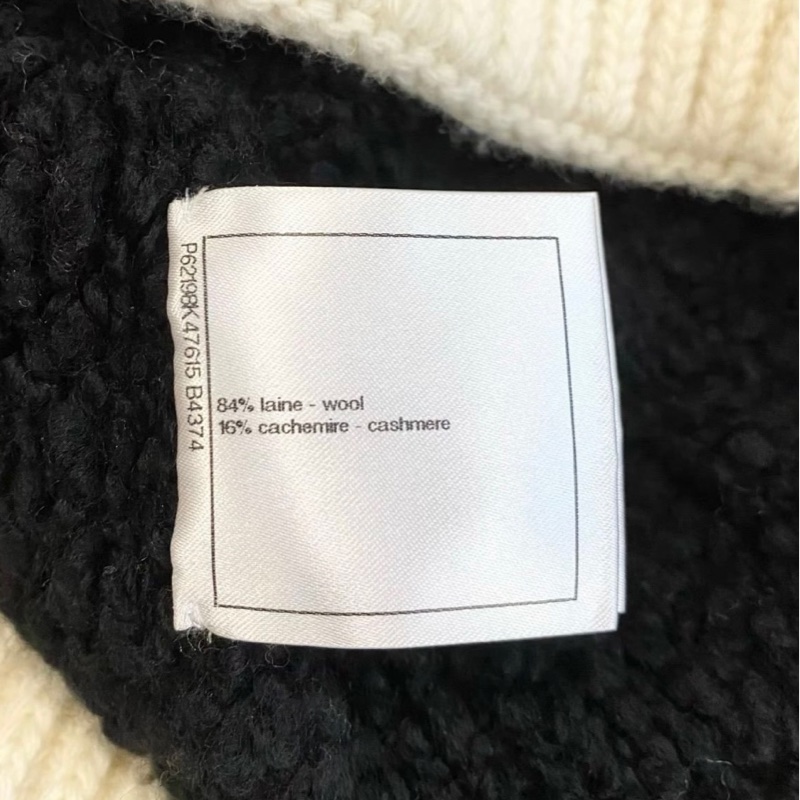 P62198K47615 B4374
84% laine - wool
16% cachemire - cashmere